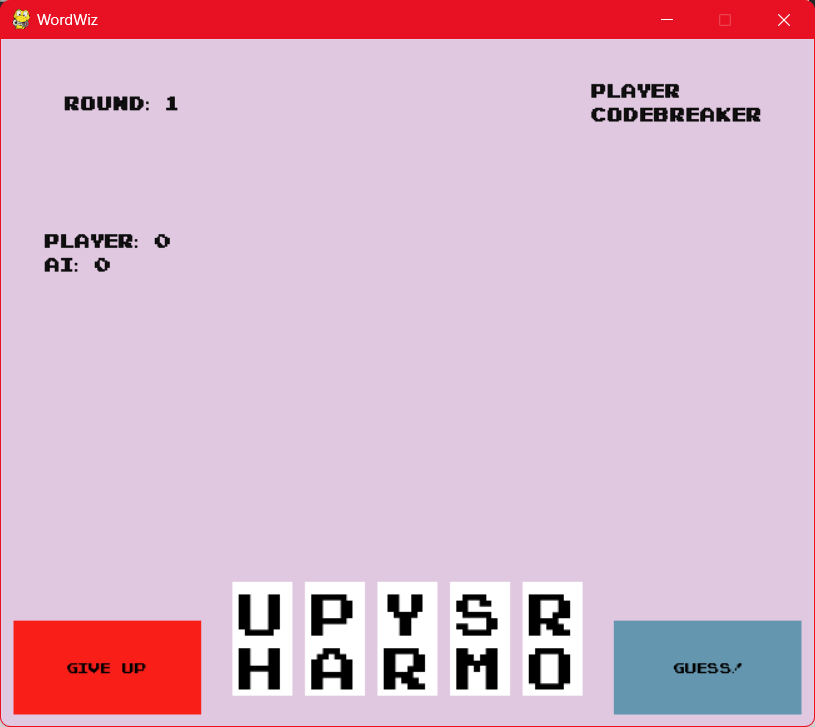 WordWiz
ROUND: 1
PLAYER
CODEBREAKER
PLAYER: 0
AI: 0
U P Y S R
H A R M O
GIVE UP
GUESS!